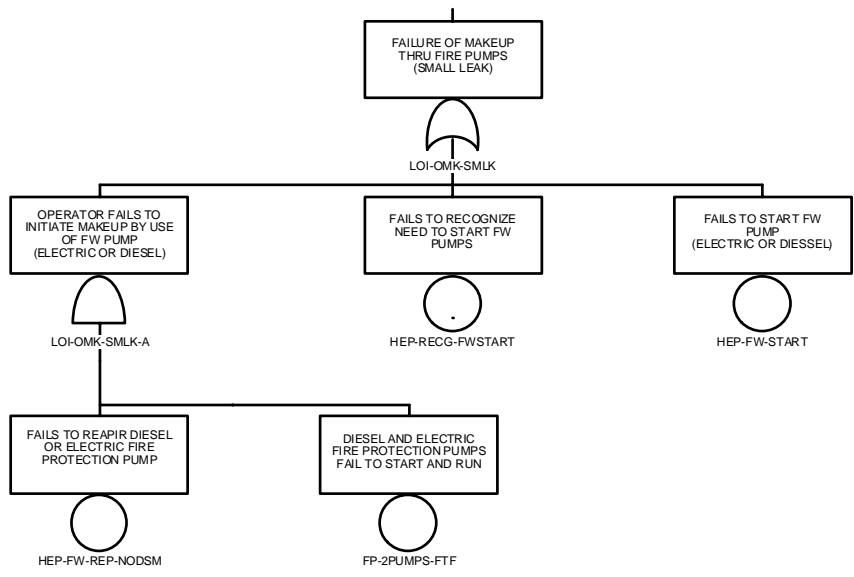 FAILURE OF MAKEUP
THRU FIRE PUMPS
(SMALL LEAK)
LOI-OMK-SMLK
OPERATOR FAILS TO
INITIATE MAKEUP BY USE
OF FW PUMP
(ELECTRIC OR DIESEL)
LOI-OMK-SMLK-A
FAILS TO RECOGNIZE
NEED TO START FW
PUMPS
HEP-RECG-FWSTART
FAILS TO START FW
PUMP
(ELECTRIC OR DIESSEL)
HEP-FW-START
FAILS TO REAPIR DIESEL
OR ELECTRIC FIRE
PROTECTION PUMP
HEP-FW-REP-NODSM
DIESEL AND ELECTRIC
FIRE PROTECTION PUMPS
FAIL TO START AND RUN
FP-2PUMPS-FTF